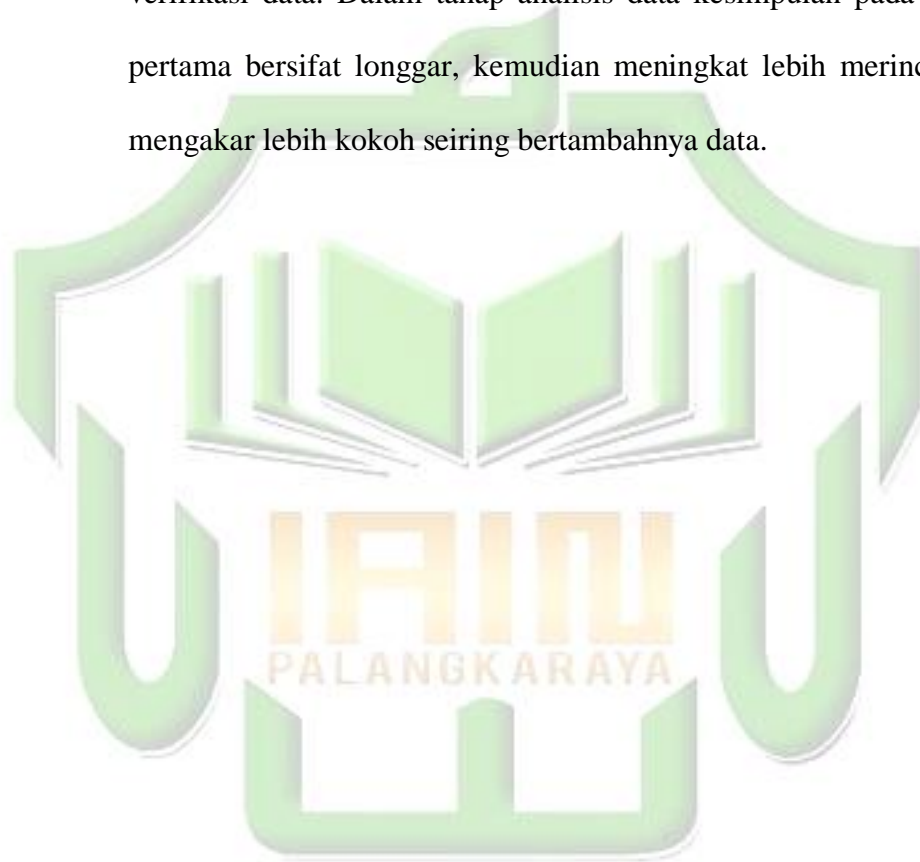 verifikasi data. Dalam tahap analisis data kesimpulan pada
pertama bersifat longgar, kemudian meningkat lebih
mengakar lebih kokoh seiring bertambahnya data.
IAIN
PALANGKARAYA